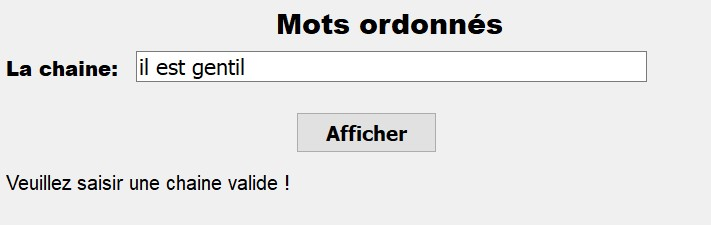 Mots ordonnés
La chaine: il est gentil
Afficher
Veuillez saisir une chaine valide !